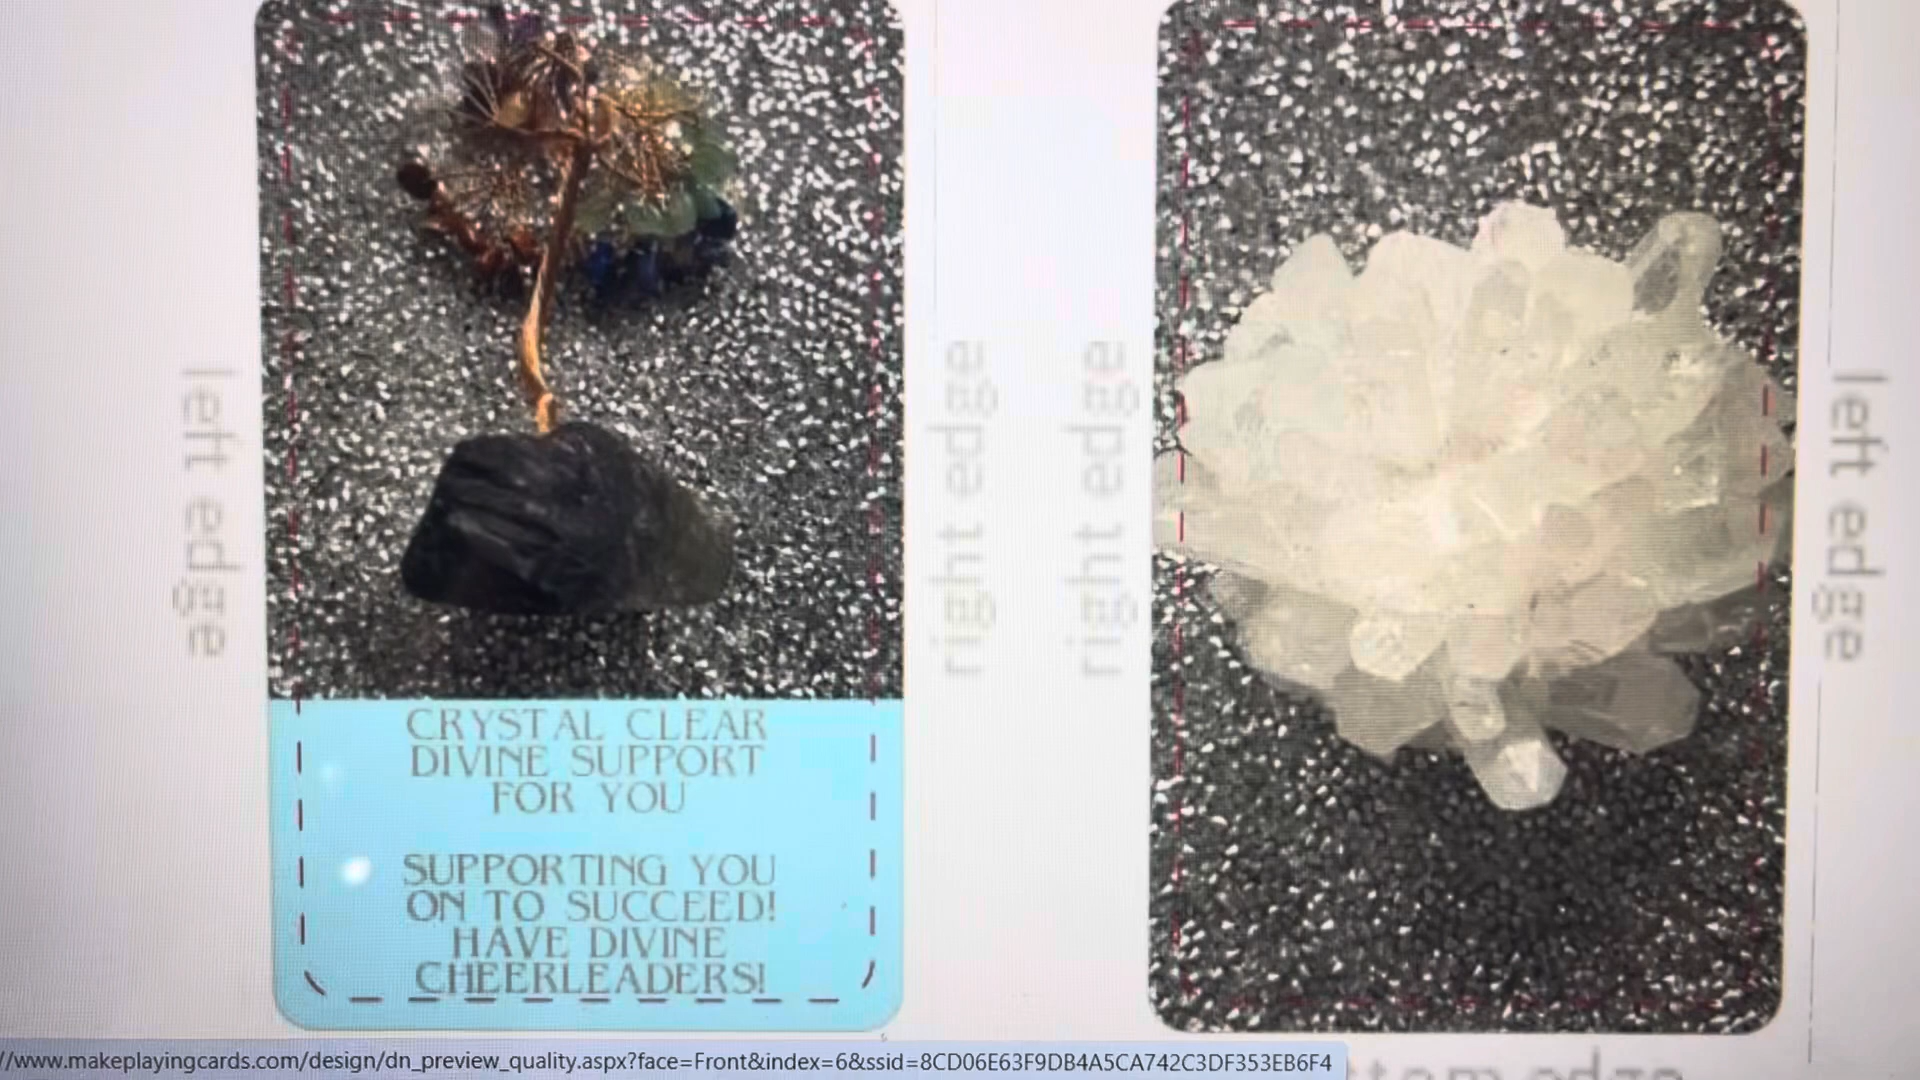 left edge
right edge
right edge
left edge
CRYSTAL CLEAR
DIVINE SUPPORT
FOR YOU
SUPPORTING YOU
ON TO SUCCEED!
HAVE DIVINE
CHEERLEADERS!
//www.makeplayingcards.com/design/dn_preview_quality.aspx?face=Front&index=6&ssid=8CD06E63F9DB4A5CA742C3DF353EB6F4
edge